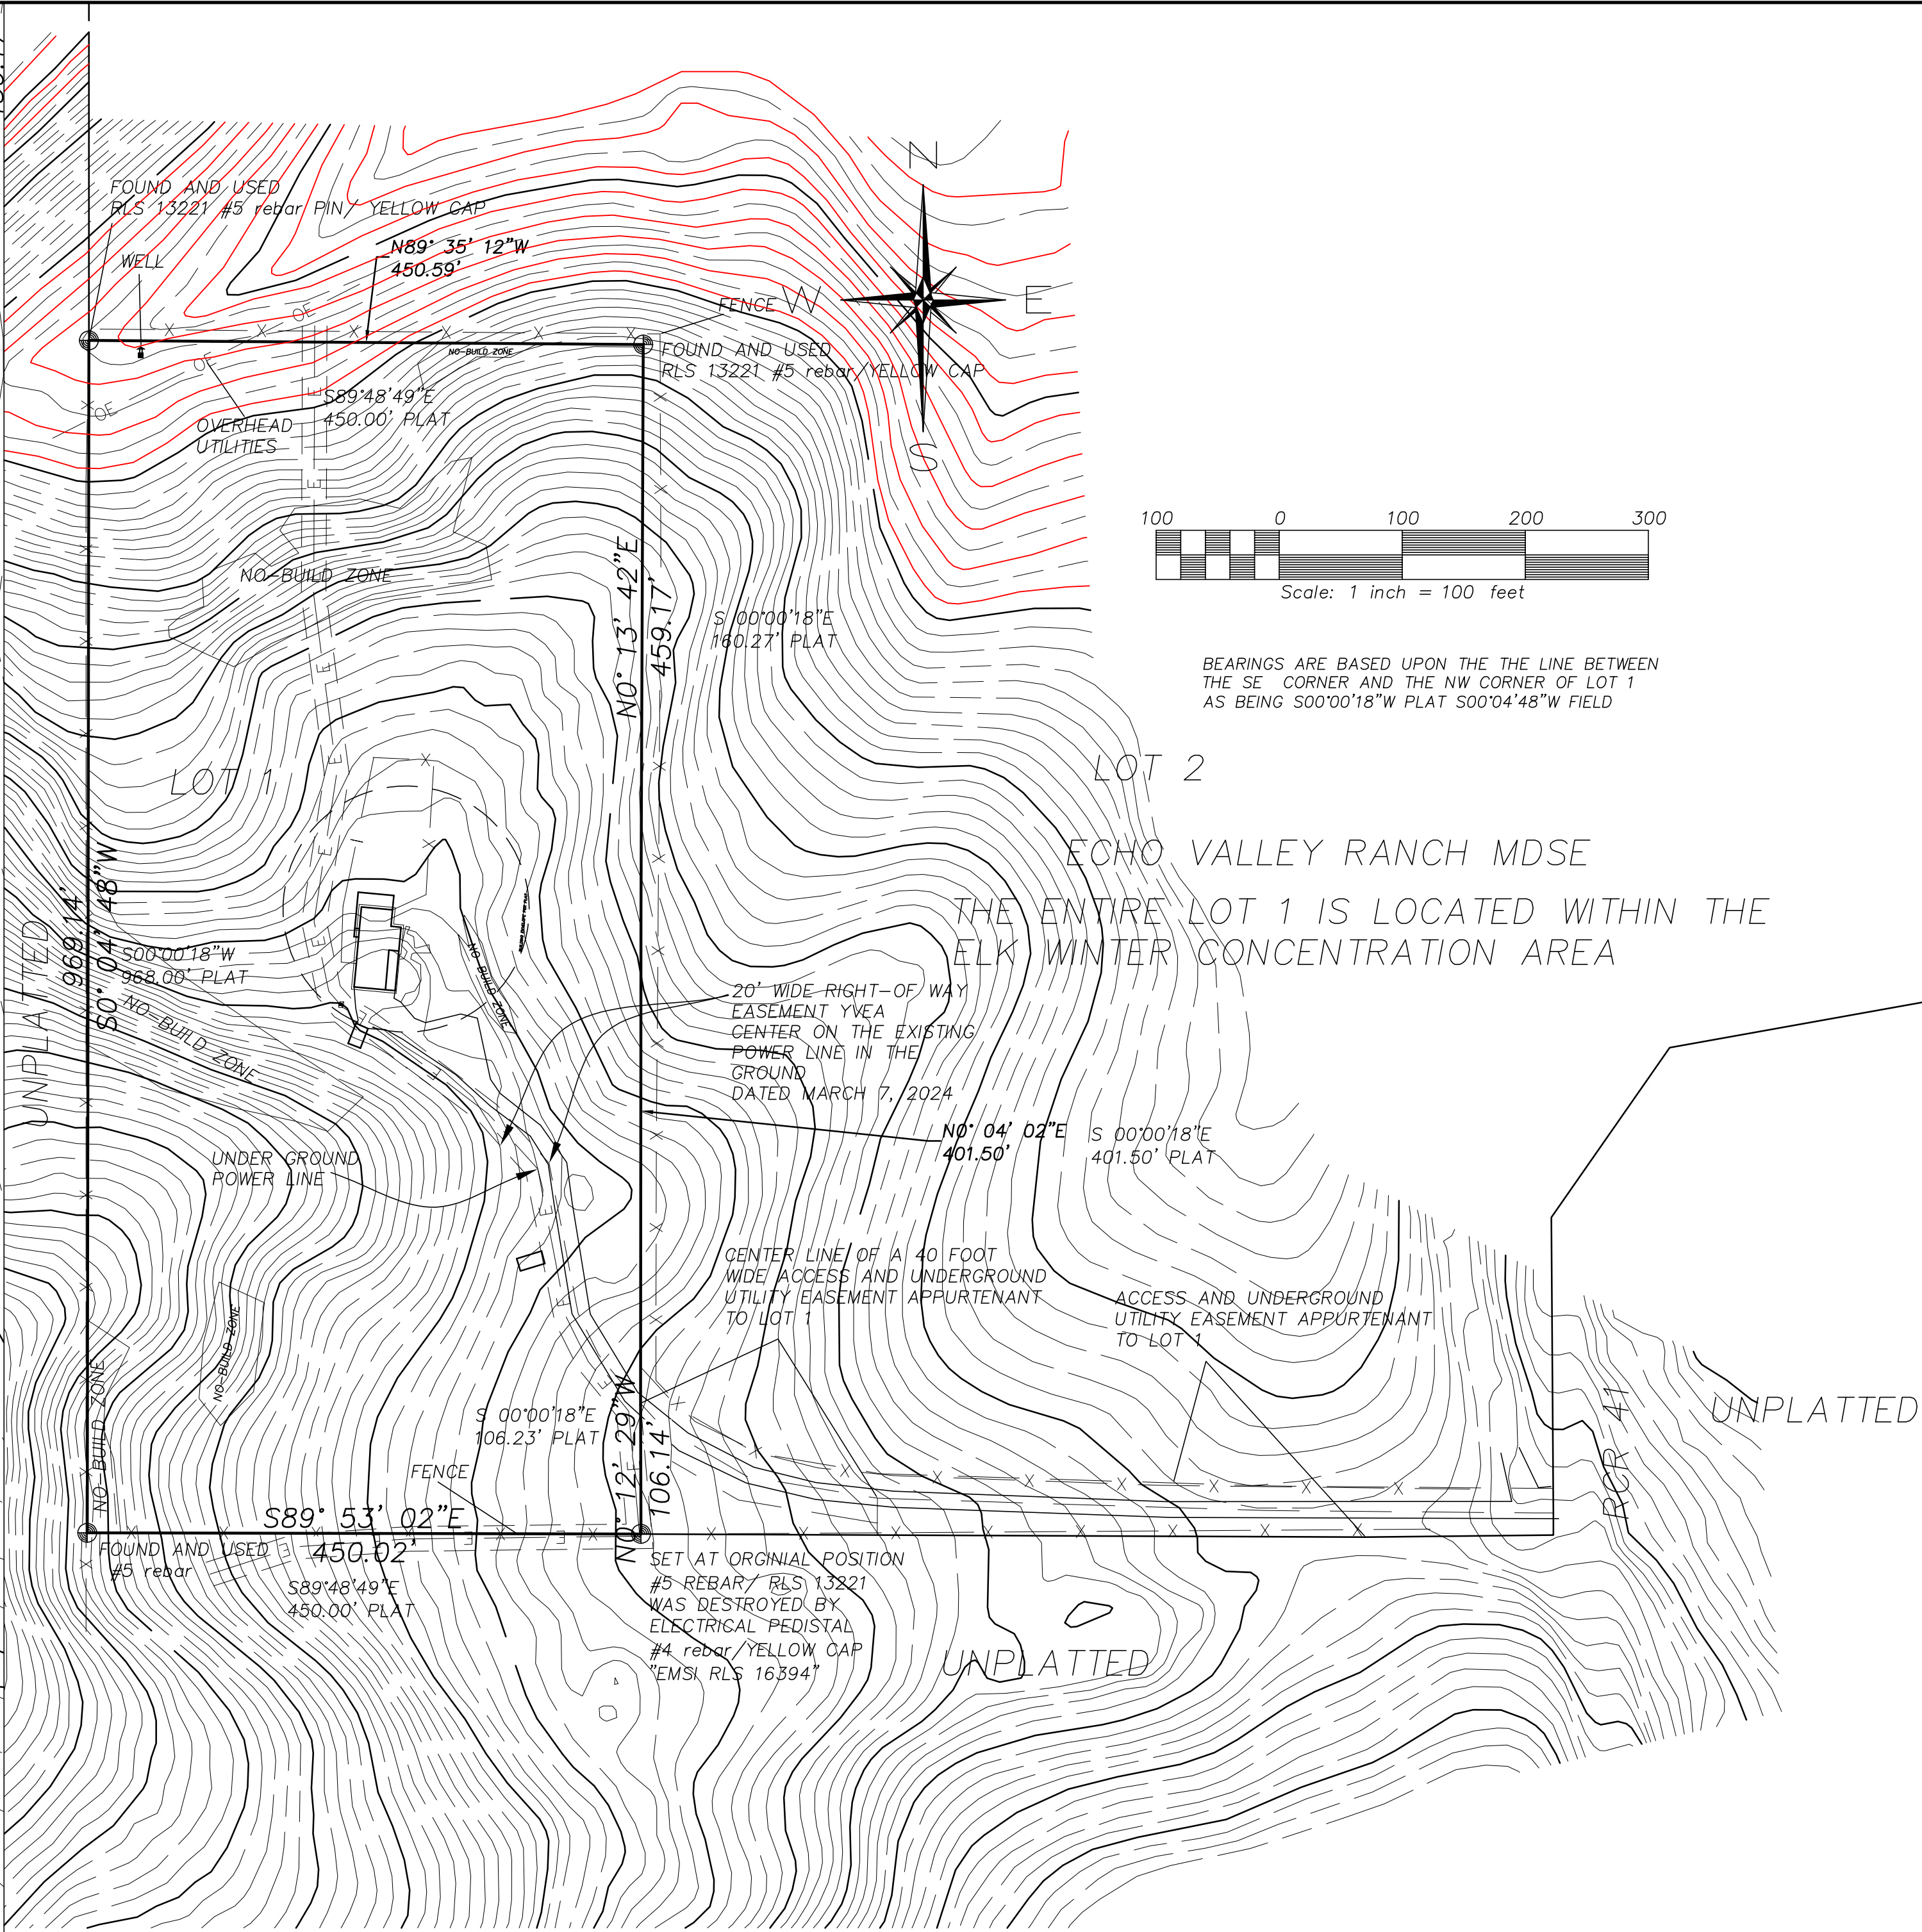 FOUND AND USED
RLS 13221 #5 rebar PIN/ YELLOW CAP
WELL
N89° 35' 12"W
450.59'
OE
OE
OE
FENCE
N
W
E
S
NO-BUILD ZONE
FOUND AND USED
RLS 13221 #5 rebar/YELLOW CAP
S89°48'49"E
450.00' PLAT
OVERHEAD
UTILITIES
NO-BUILD ZONE
N0° 13' 42"E
459.17'
S 00°00'18"E
160.27' PLAT
100 0 100 200 300
Scale: 1 inch = 100 feet
BEARINGS ARE BASED UPON THE THE LINE BETWEEN
THE SE CORNER AND THE NW CORNER OF LOT 1
AS BEING S00°00'18"W PLAT S00°04'48"W FIELD
LOT 1
LOT 2
ECHO VALLEY RANCH MDSE
THE ENTIRE LOT 1 IS LOCATED WITHIN THE
ELK WINTER CONCENTRATION AREA
UNPLATTED
969.14'
S0° 04' 48"W
S00°00'18"W
968.00' PLAT
NO-BUILD ZONE
NO-BUILD ZONE
20' WIDE RIGHT-OF WAY
EASEMENT YVEA
CENTER ON THE EXISTING
POWER LINE IN THE
GROUND
DATED MARCH 7, 2024
N0° 04' 02"E
401.50'
S 00°00'18"E
401.50' PLAT
UNDER GROUND
POWER LINE
CENTER LINE OF A 40 FOOT
WIDE ACCESS AND UNDERGROUND
UTILITY EASEMENT APPURTENANT
TO LOT 1
ACCESS AND UNDERGROUND
UTILITY EASEMENT APPURTENANT
TO LOT 1
NO-BUILD ZONE
NO-BUILD ZONE
S 00°00'18"E
106.23' PLAT
N0° 12' 29"W
106.14'
FENCE
RCR 41
UNPLATTED
S89° 53' 02"E
450.02'
FOUND AND USED
#5 rebar
S89°48'49"E
450.00' PLAT
SET AT ORGINIAL POSITION
#5 REBAR/ RLS 13221
WAS DESTROYED BY
ELECTRICAL PEDISTAL
#4 rebar/YELLOW CAP
"EMSI RLS 16394"
UNPLATTED